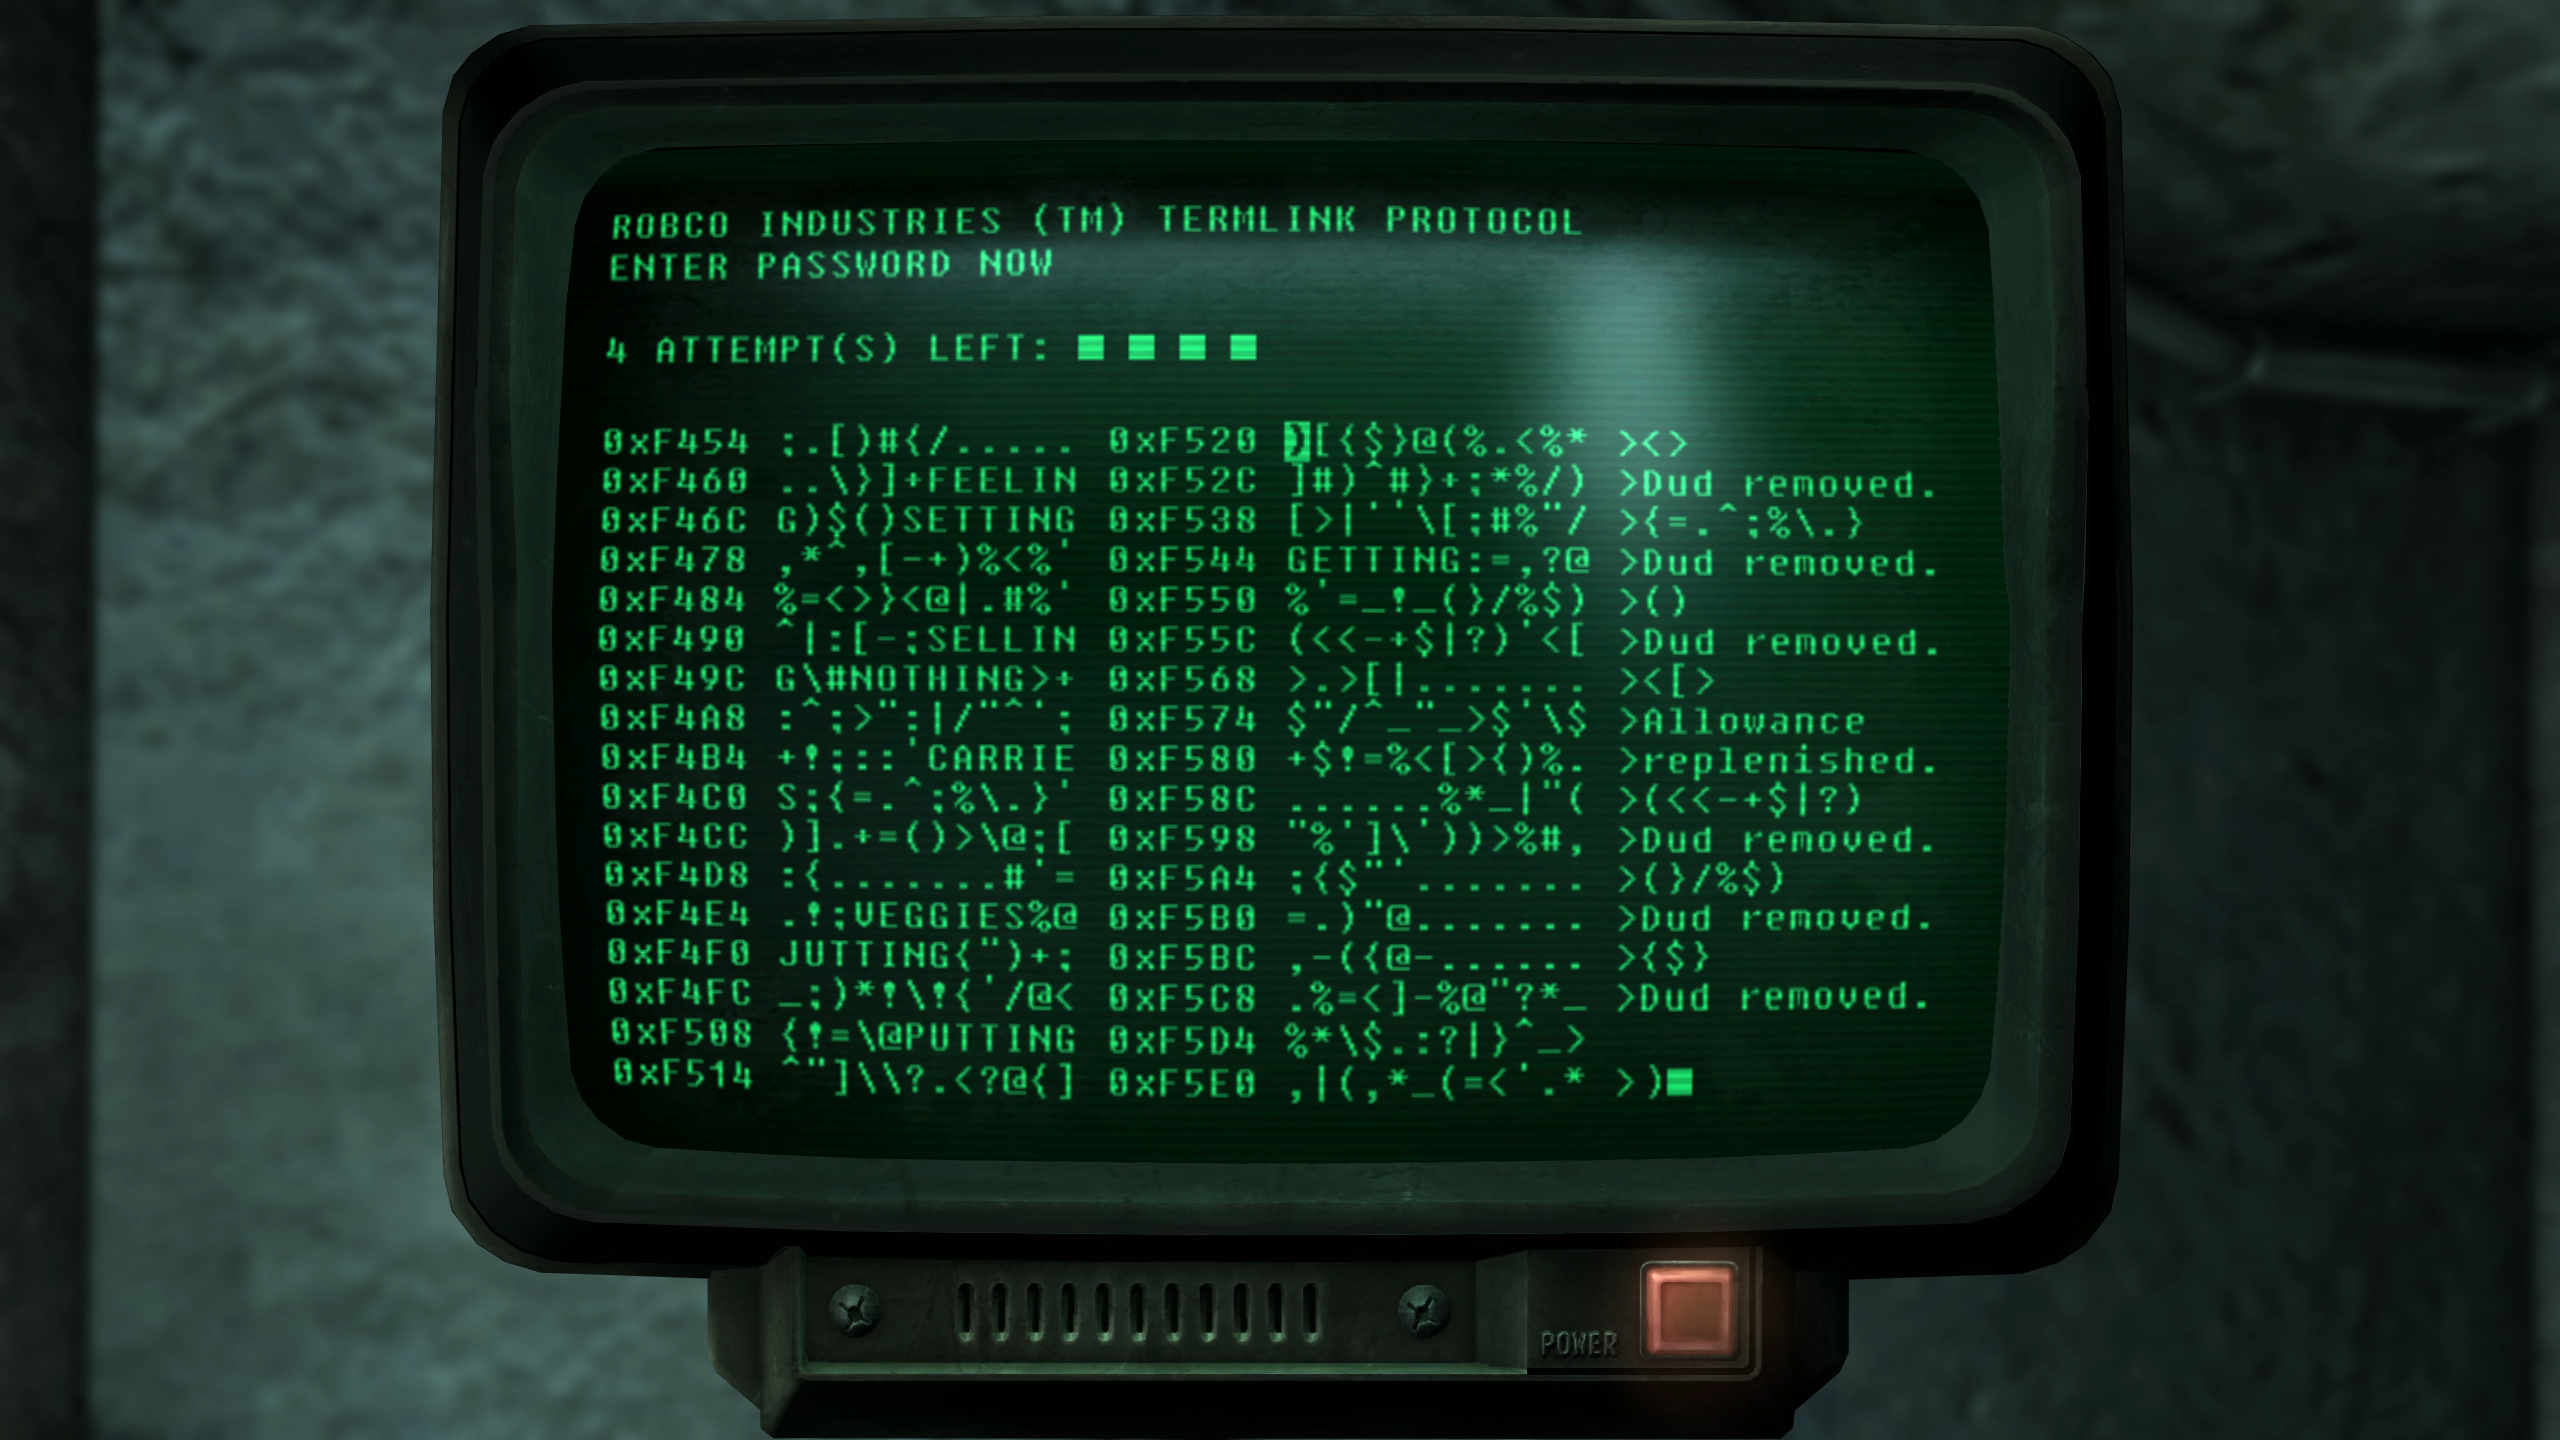 ROBCO INDUSTRIES (TM) TERMLINK PROTOCOL
ENTER PASSWORD NOW
4 ATTEMPT(S) LEFT: ■ ■ ■ ■
0xF454 ;.[)#{/..... 0xF520 )[{$}@(%.<%* ><>
0xF460 ..\}]+FEELIN 0xF52C ]#)^#}+;*%/) >Dud removed.
0xF46C G)$()SETTING 0xF538 [>|''\[;#%"/ >{=.^;%\.}
0xF478 ,*^,[-+)%<%' 0xF544 GETTING:=,?@ >Dud removed.
0xF484 %=<>}<@|.#%' 0xF550 %'=_!_(}/%$) >()
0xF490 ^|:[-;SELLIN 0xF55C (<<-+$|?)'<[ >Dud removed.
0xF49C G\#NOTHING>+ 0xF568 >.>[|....... ><[>
0xF4A8 :^;>":|/"^'; 0xF574 $"/^_"_>$'\$ >Allowance
0xF4B4 +!;::'CARRIE 0xF580 +$!=%<[>{)%. >replenished.
0xF4C0 S;{=.^;%\.}' 0xF58C ......%*_|"( >(<<-+$|?)
0xF4CC )].+=()>\@;[ 0xF598 "%']\'))>%#, >Dud removed.
0xF4D8 :{.......#'= 0xF5A4 ;{$"'....... >(}/%$)
0xF4E4 .!;VEGGIES%@ 0xF5B0 =.)"@....... >Dud removed.
0xF4F0 JUTTING{")+; 0xF5BC ,-({@-...... >{$}
0xF4FC _;)*!\!{'/@< 0xF5C8 .%=<]-%@"?*_ >Dud removed.
0xF508 {!=\@PUTTING 0xF5D4 %*\$.:?|}^_>
0xF514 ^"]\\?.<?@{] 0xF5E0 ,|(,*_(=<'.* >)■
POWER